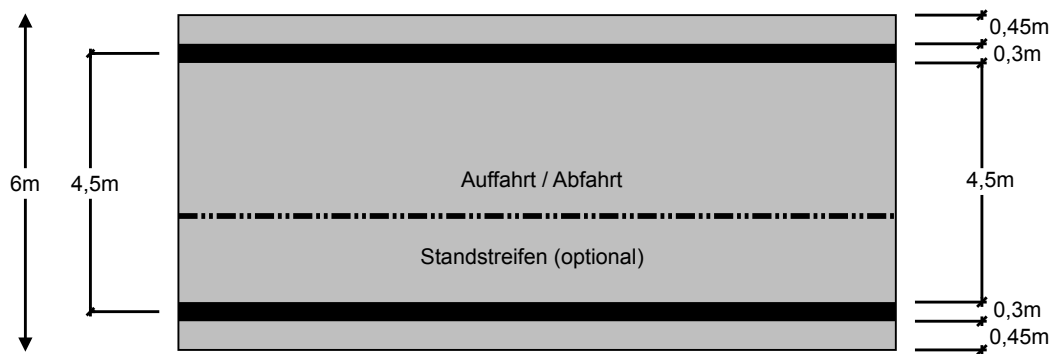 0,45m
0,3m
6m
4,5m
Auffahrt / Abfahrt
4,5m
Standstreifen (optional)
0,3m
0,45m